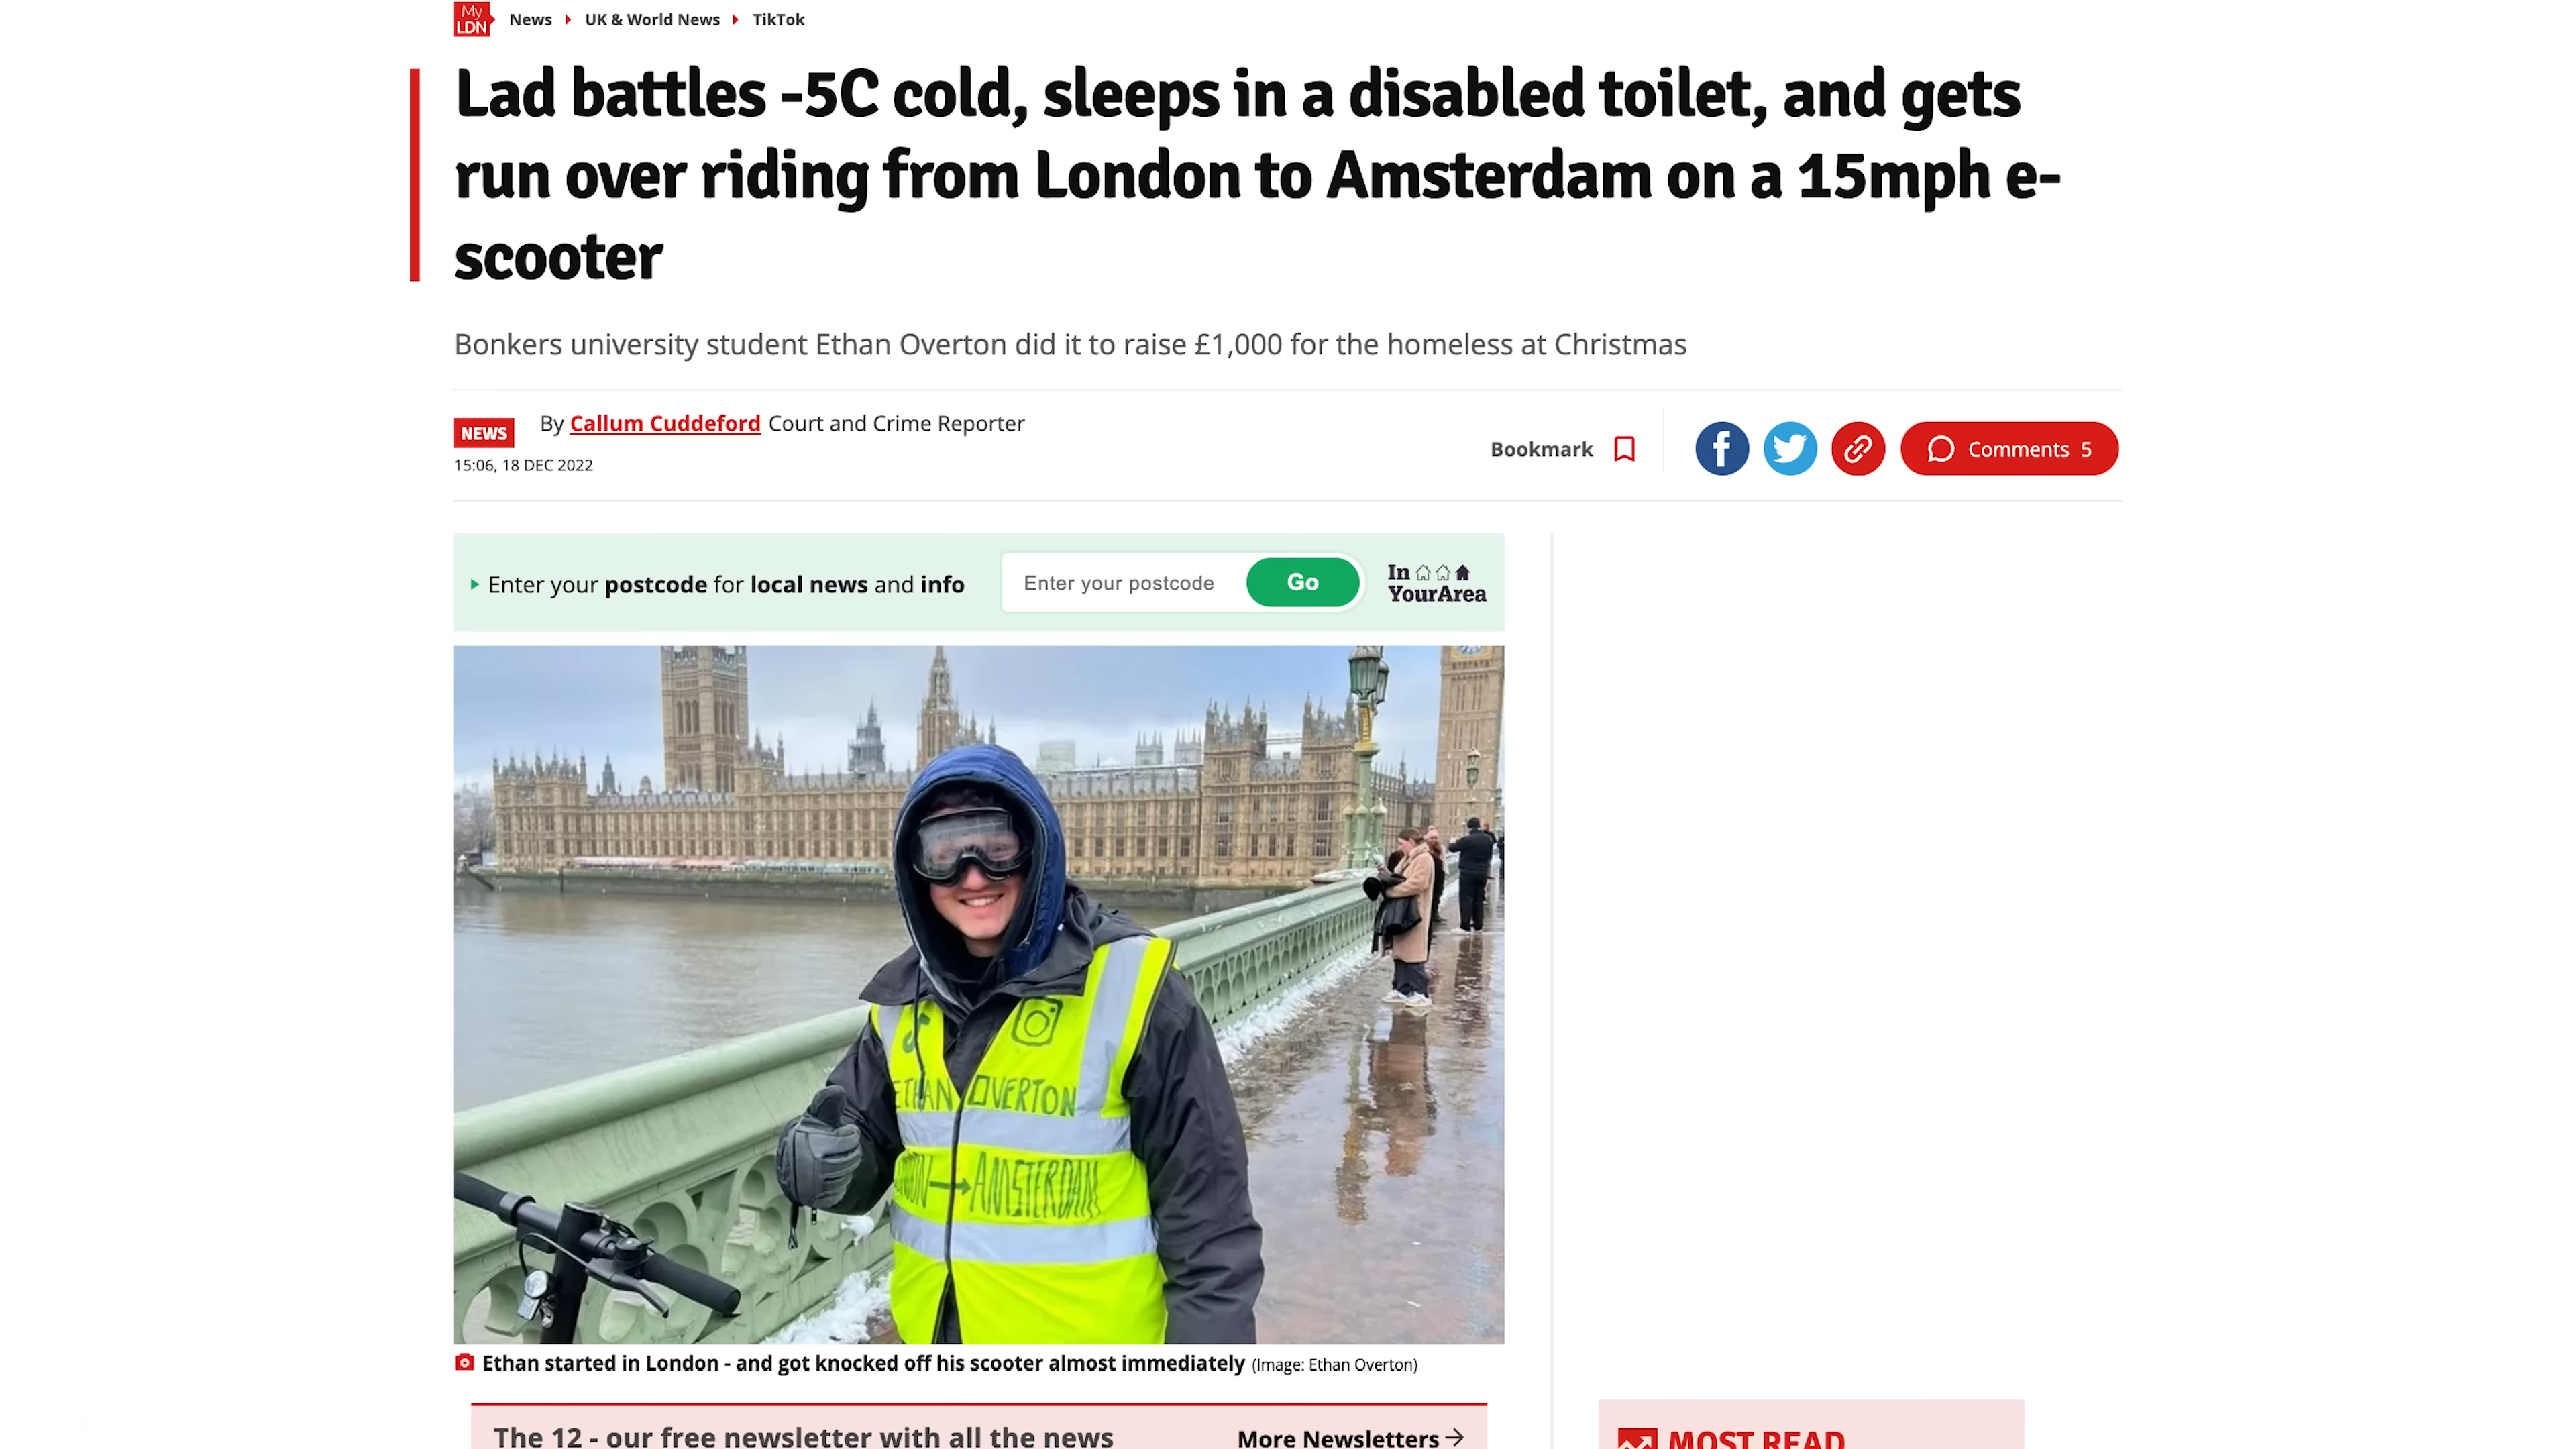 My
LDN
News UK & World News TikTok
Lad battles -5C cold, sleeps in a disabled toilet, and gets
run over riding from London to Amsterdam on a 15mph e-
scooter
Bonkers university student Ethan Overton did it to raise £1,000 for the homeless at Christmas
NEWS By Callum Cuddeford Court and Crime Reporter
15:06, 18 DEC 2022
Bookmark
Comments 5
Enter your postcode for local news and info
Enter your postcode Go
In
YourArea
ETHAN OVERTON
→AMSTERDAM
Ethan started in London - and got knocked off his scooter almost immediately (Image: Ethan Overton)
The 12 - our free newsletter with all the news
More Newsletters →
MOST READ